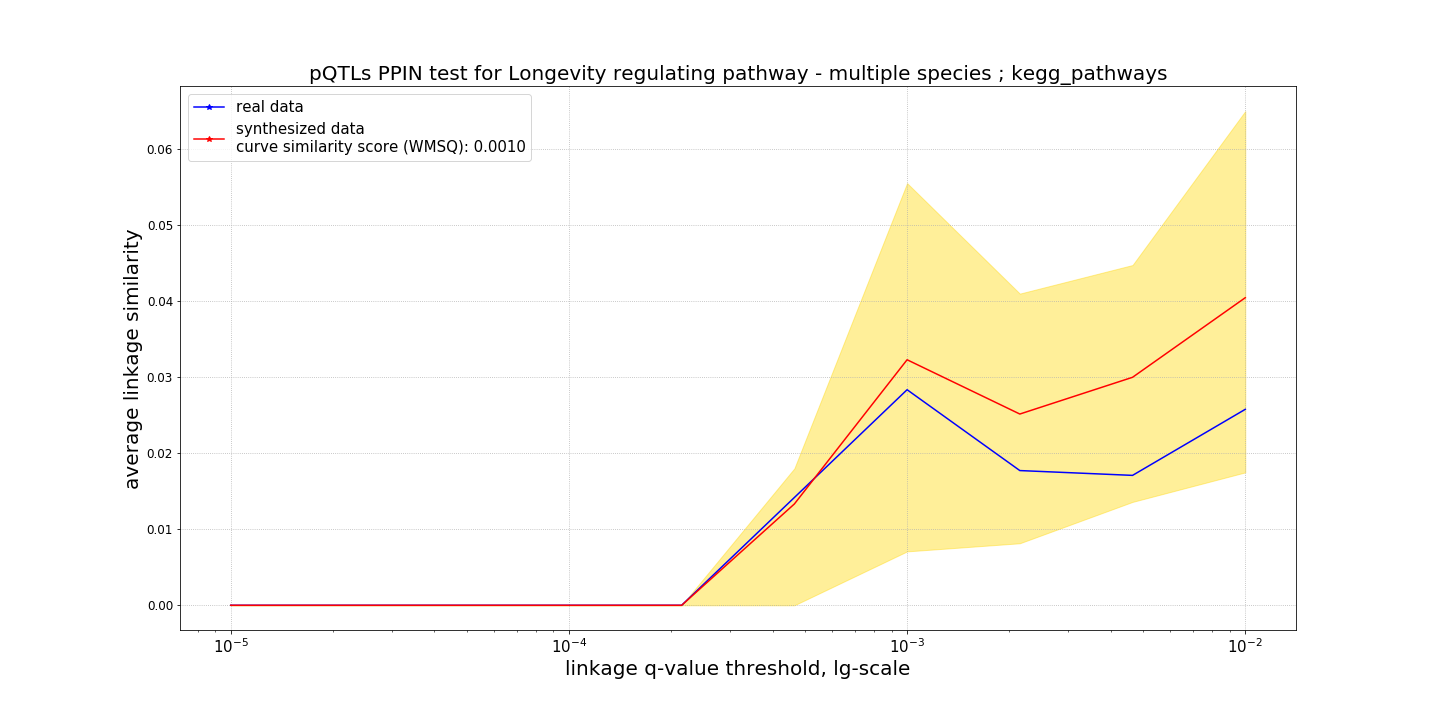 pQTLs PPIN test for Longevity regulating pathway - multiple species ; kegg_pathways
real data
synthesized data
curve similarity score (WMSQ): 0.0010
average linkage similarity
0.06
0.05
0.04
0.03
0.02
0.01
0.00
10⁻⁵ 10⁻⁴ 10⁻³ 10⁻²
linkage q-value threshold, lg-scale